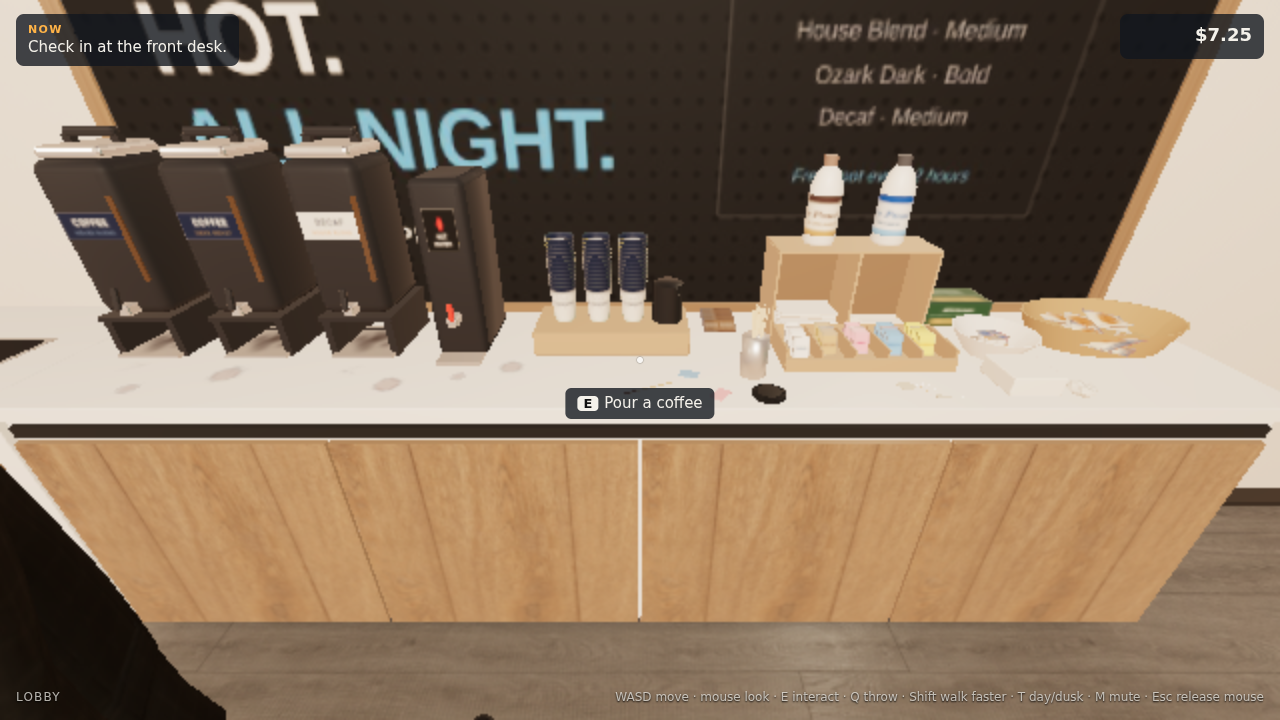 NOW
Check in at the front desk.
$7.25
HOT.
ALL NIGHT.
House Blend · Medium
Ozark Dark · Bold
Decaf · Medium
hours
COFFEE
COFFEE
DECAF
E Pour a coffee
LOBBY
WASD move · mouse look · E interact · Q throw · Shift walk faster · T day/dusk · M mute · Esc release mouse